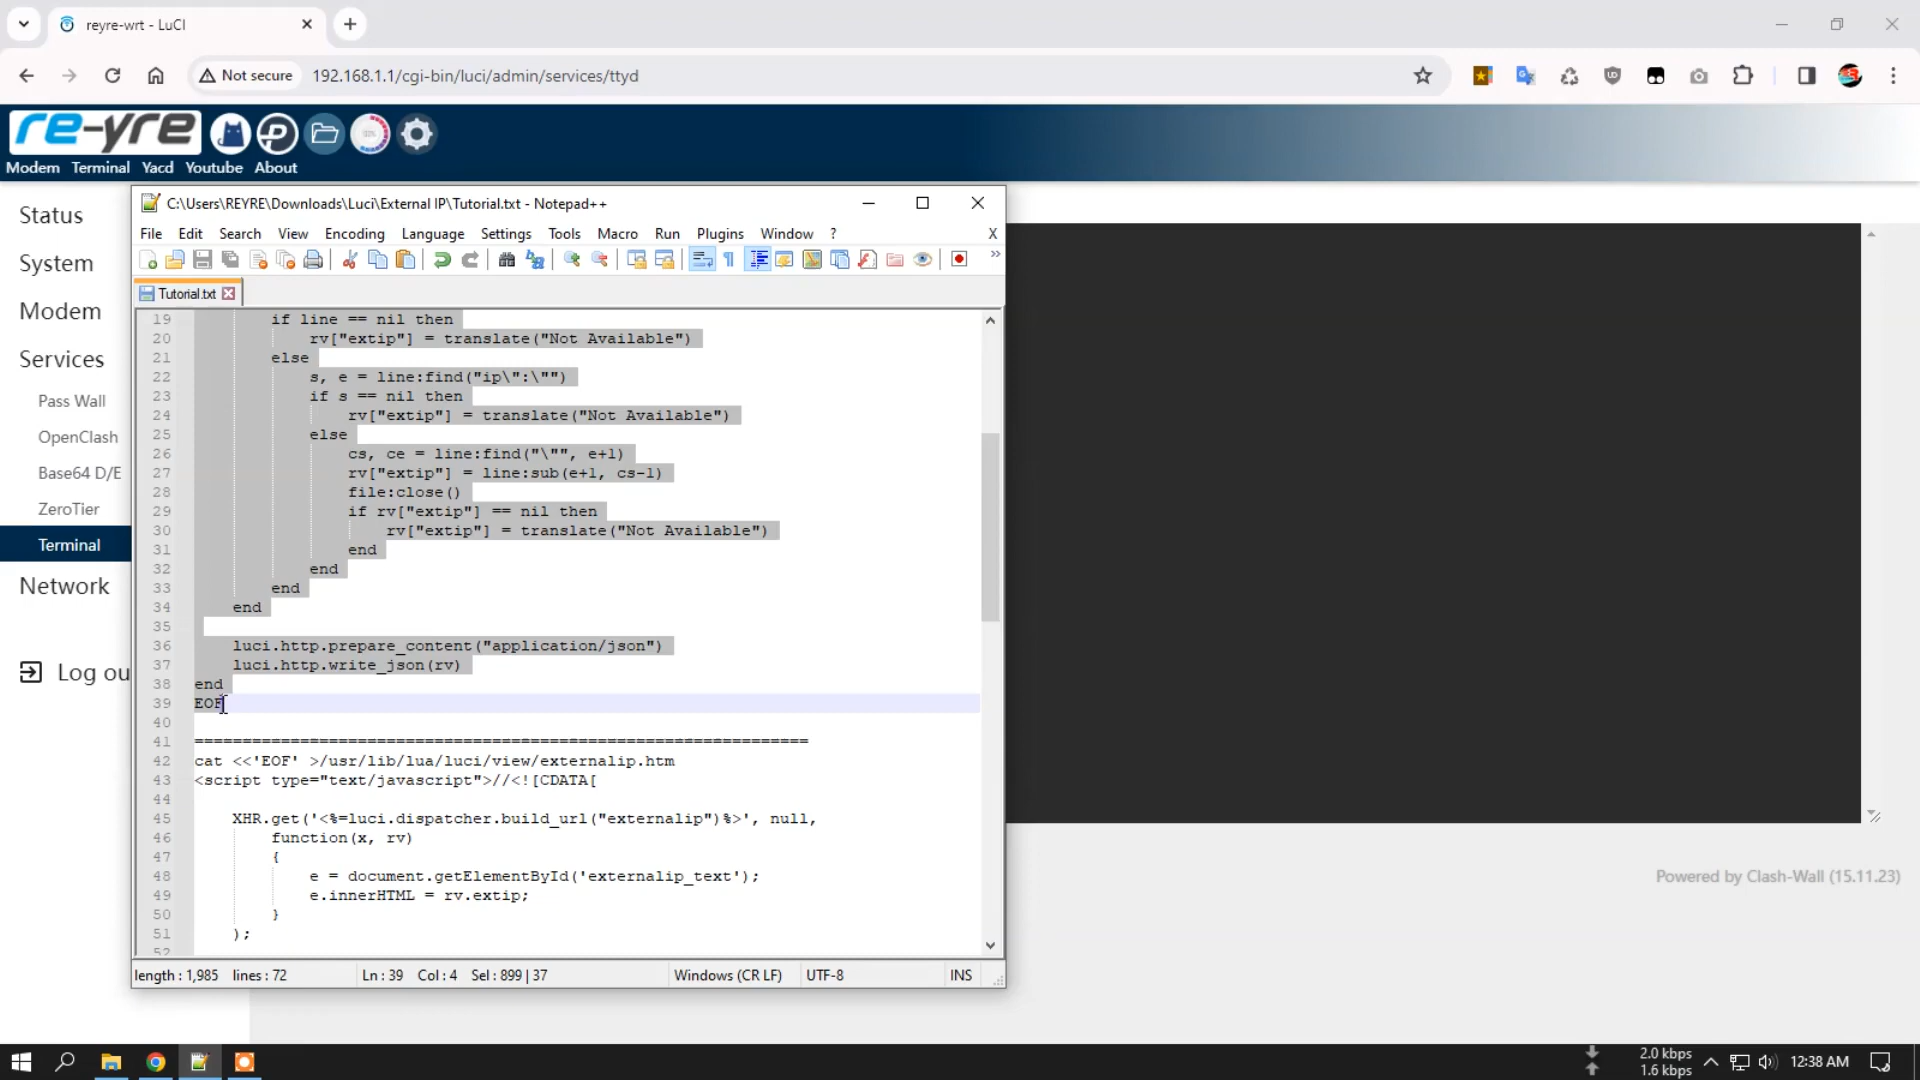 reyre-wrt - LuCI
Not secure
192.168.1.1/cgi-bin/luci/admin/services/ttyd
re-yre
Modem Terminal Yacd Youtube About
Status
System
Modem
Services
Pass Wall
OpenClash
Base64 D/E
ZeroTier
Terminal
Network
Log ou
C:\Users\REYRE\Downloads\Luci\External IP\Tutorial.txt - Notepad++
File Edit Search View Encoding Language Settings Tools Macro Run Plugins Window ? X
Tutorial.txt
19 if line == nil then
20 rv["extip"] = translate("Not Available")
21 else
22 s, e = line:find("ip\":\"")
23 if s == nil then
24 rv["extip"] = translate("Not Available")
25 else
26 cs, ce = line:find("\"", e+1)
27 rv["extip"] = line:sub(e+1, cs-1)
28 file:close()
29 if rv["extip"] == nil then
30 rv["extip"] = translate("Not Available")
31 end
32 end
33 end
34 end
35
36 luci.http.prepare_content("application/json")
37 luci.http.write_json(rv)
38 end
39 EOF
40
41 ================================================================
42 cat <<'EOF' >/usr/lib/lua/luci/view/externalip.htm
43 <script type="text/javascript">//<![CDATA[
44
45 XHR.get('<%=luci.dispatcher.build_url("externalip")%>', null,
46 function(x, rv)
47 {
48 e = document.getElementById('externalip_text');
49 e.innerHTML = rv.extip;
50 }
51 );
52
length : 1,985 lines : 72 Ln : 39 Col : 4 Sel : 899 | 37 Windows (CR LF) UTF-8 INS
Powered by Clash-Wall (15.11.23)
2.0 kbps
1.6 kbps
12:38 AM